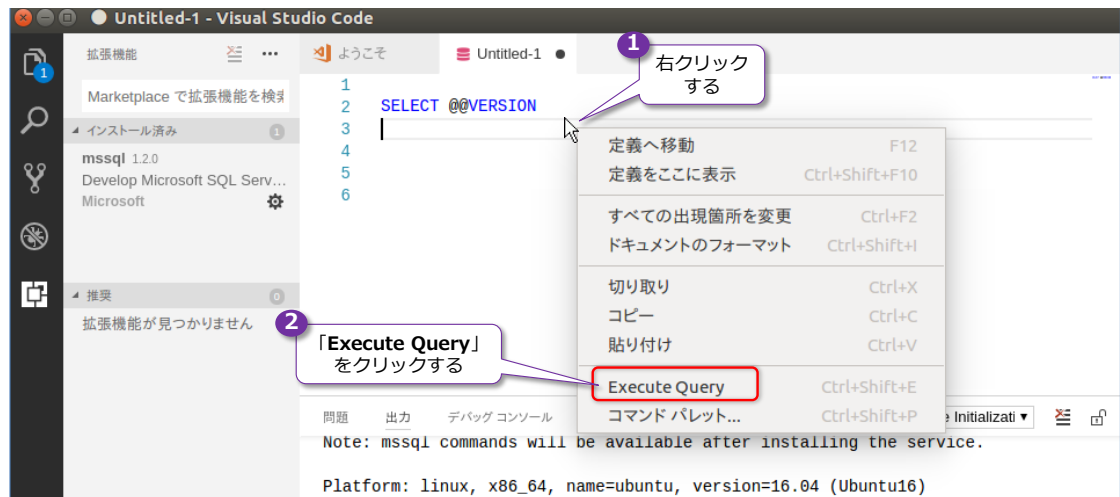 Untitled-1 - Visual Studio Code
拡張機能
ようこそ
Untitled-1
1
1
右クリック
する
Marketplace で拡張機能を検索
インストール済み 1
mssql 1.2.0
Develop Microsoft SQL Serv...
Microsoft
1
2 SELECT @@VERSION
3
4
5
6
定義へ移動 F12
定義をここに表示 Ctrl+Shift+F10
すべての出現箇所を変更 Ctrl+F2
ドキュメントのフォーマット Ctrl+Shift+I
切り取り Ctrl+X
コピー Ctrl+C
貼り付け Ctrl+V
Execute Query Ctrl+Shift+E
コマンド パレット... Ctrl+Shift+P
推奨 0
拡張機能が見つかりません
2
「Execute Query」
をクリックする
問題 出力 デバッグ コンソール
Initializati
Note: mssql commands will be available after installing the service.
Platform: linux, x86_64, name=ubuntu, version=16.04 (Ubuntu16)